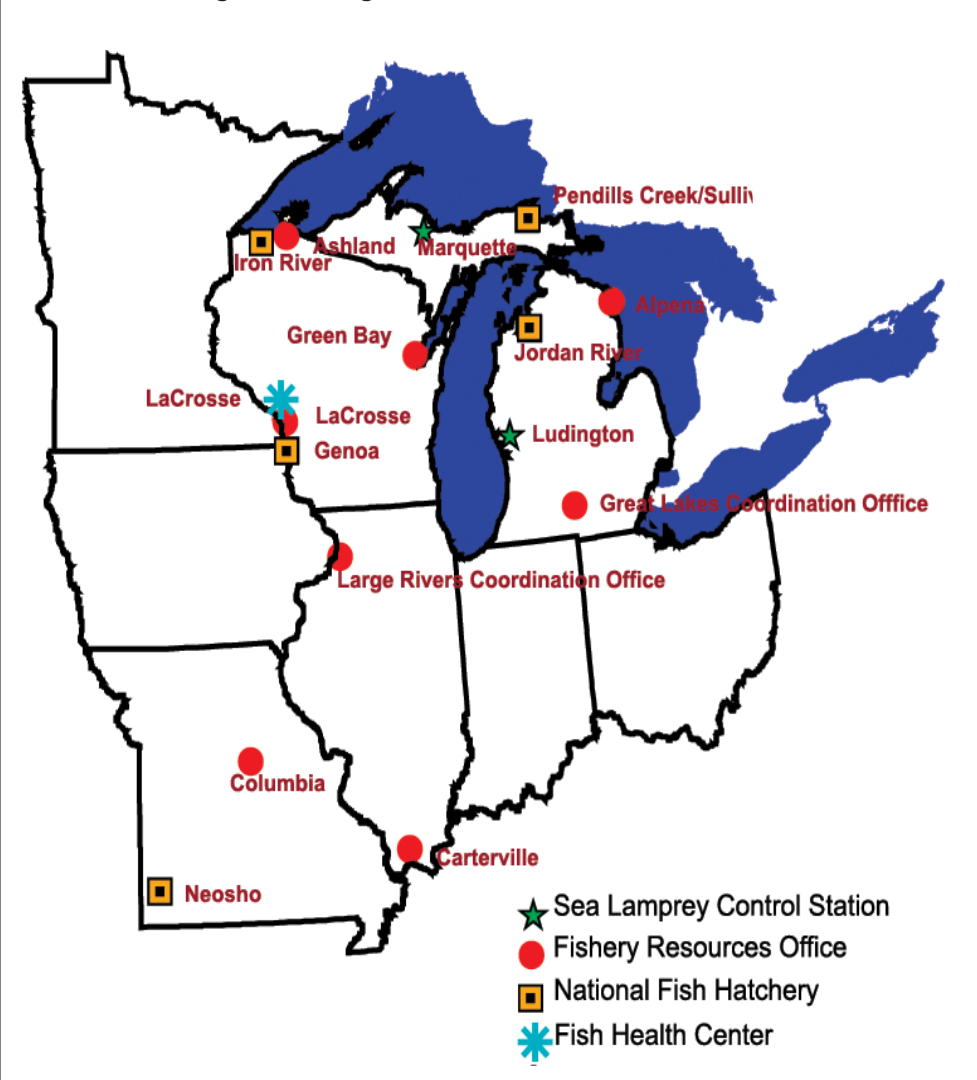 Pendills Creek/Sulliv
Ashland
Marquette
Iron River
Alpena
Green Bay
Jordan River
LaCrosse
LaCrosse
Ludington
Genoa
Great Lakes Coordination Offfice
Large Rivers Coordination Office
Columbia
Carterville
Neosho
Sea Lamprey Control Station
Fishery Resources Office
National Fish Hatchery
Fish Health Center